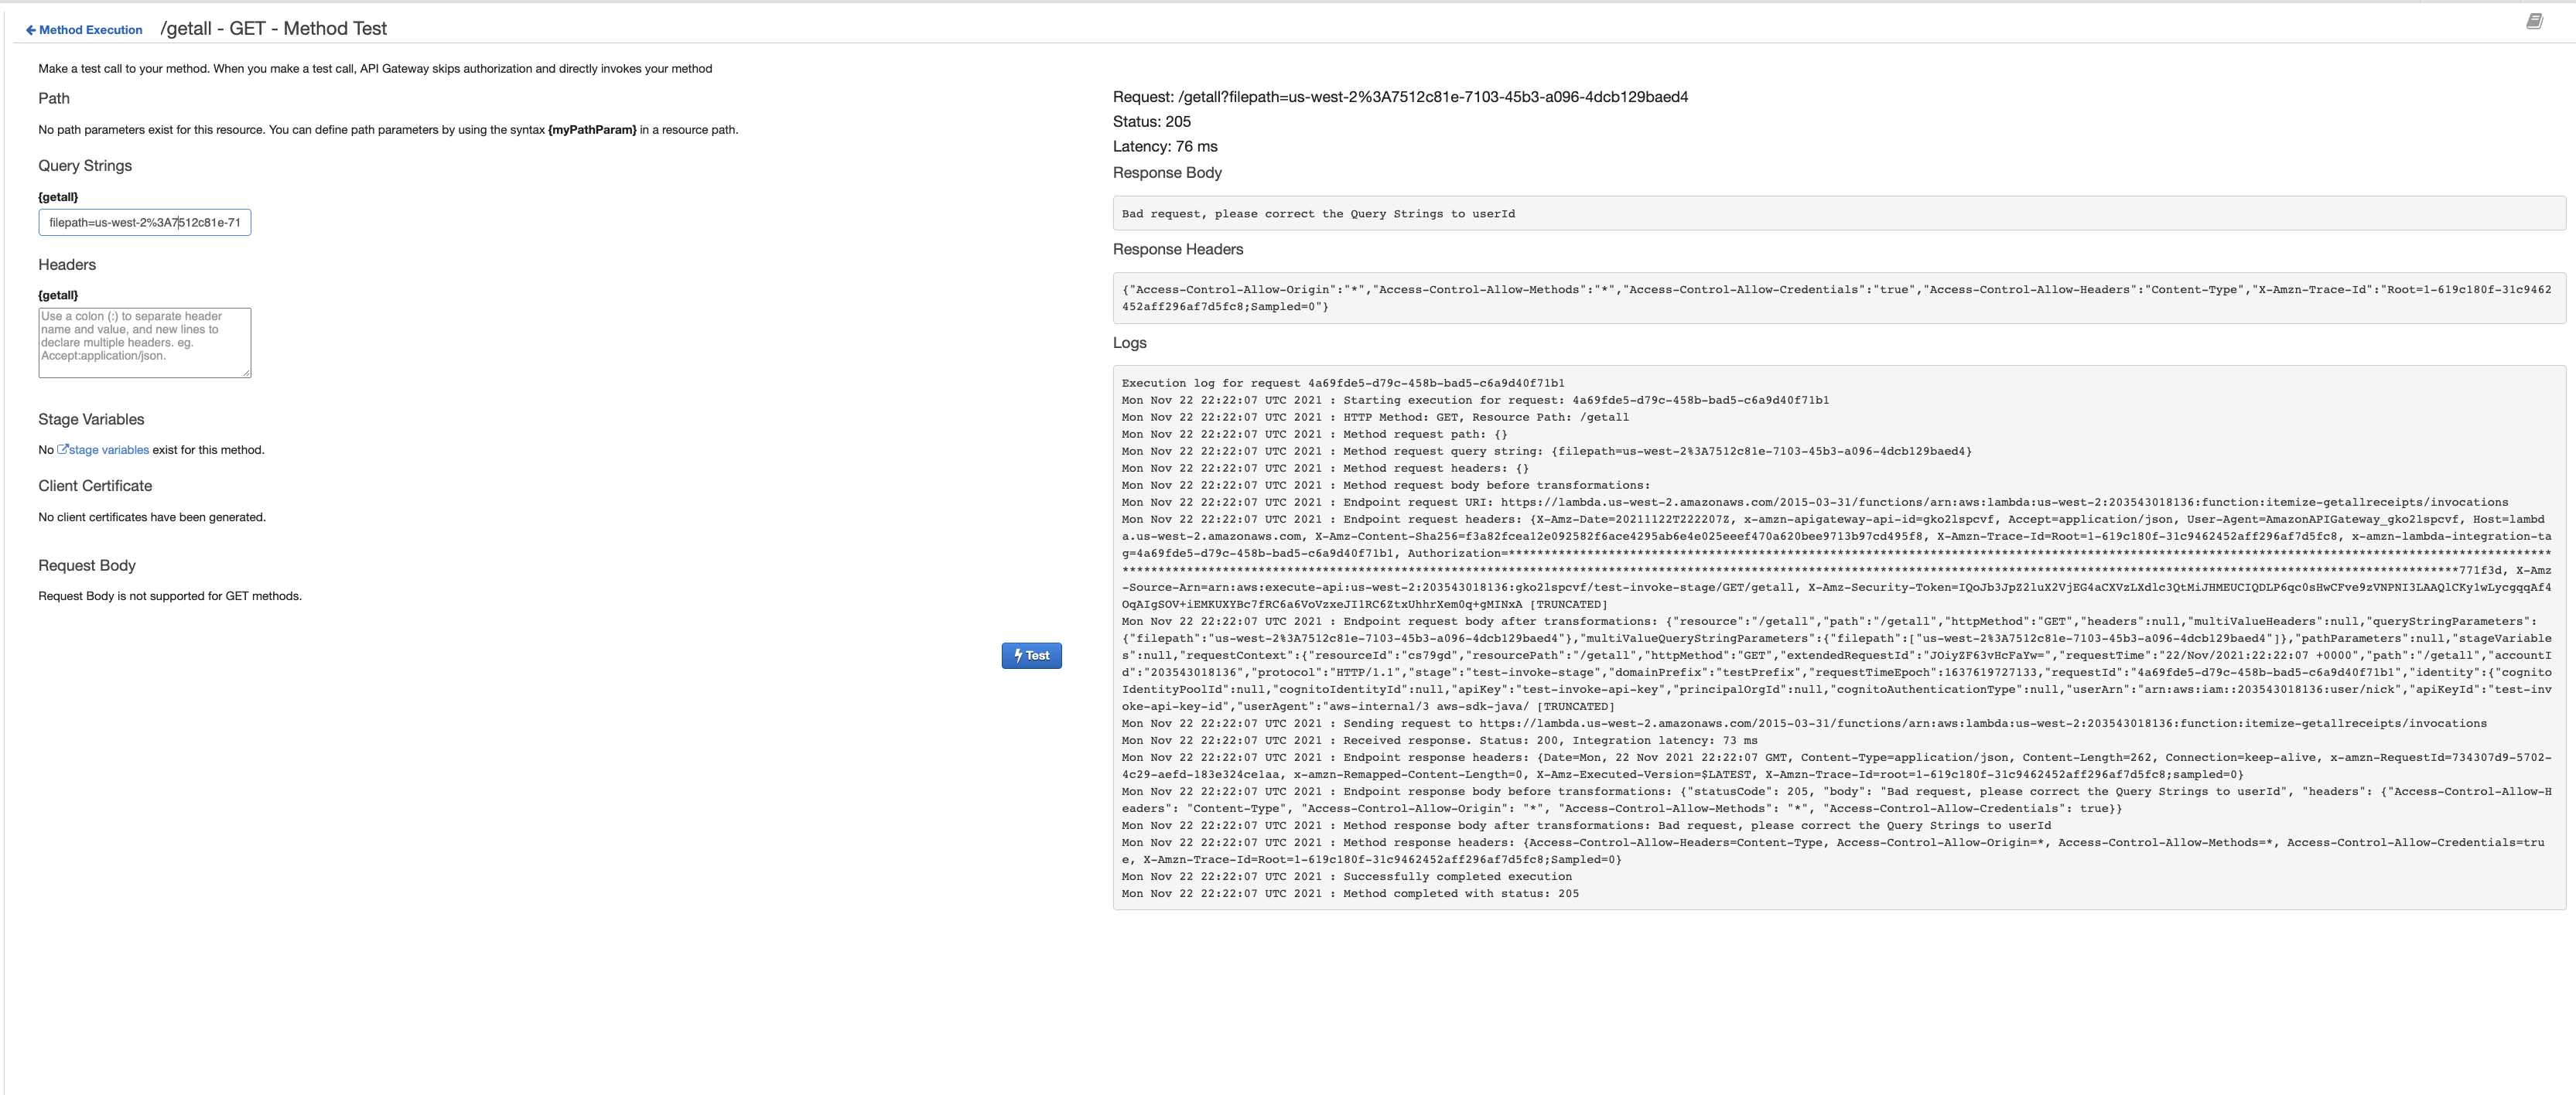 Method Execution /getall - GET - Method Test
Make a test call to your method. When you make a test call, API Gateway skips authorization and directly invokes your method
Path
No path parameters exist for this resource. You can define path parameters by using the syntax {myPathParam} in a resource path.
Query Strings
{getall}
filepath=us-west-2%3A7512c81e-71
Headers
{getall}
Use a colon (:) to separate header
name and value, and new lines to
declare multiple headers. eg.
Accept:application/json.
Stage Variables
No stage variables exist for this method.
Client Certificate
No client certificates have been generated.
Request Body
Request Body is not supported for GET methods.
Test
Request: /getall?filepath=us-west-2%3A7512c81e-7103-45b3-a096-4dcb129baed4
Status: 205
Latency: 76 ms
Response Body
Bad request, please correct the Query Strings to userId
Response Headers
{"Access-Control-Allow-Origin":"*","Access-Control-Allow-Methods":"*","Access-Control-Allow-Credentials":"true","Access-Control-Allow-Headers":"Content-Type","X-Amzn-Trace-Id":"Root=1-619c180f-31c9462
452aff296af7d5fc8;Sampled=0"}
Logs
Execution log for request 4a69fde5-d79c-458b-bad5-c6a9d40f71b1
Mon Nov 22 22:22:07 UTC 2021 : Starting execution for request: 4a69fde5-d79c-458b-bad5-c6a9d40f71b1
Mon Nov 22 22:22:07 UTC 2021 : HTTP Method: GET, Resource Path: /getall
Mon Nov 22 22:22:07 UTC 2021 : Method request path: {}
Mon Nov 22 22:22:07 UTC 2021 : Method request query string: {filepath=us-west-2%3A7512c81e-7103-45b3-a096-4dcb129baed4}
Mon Nov 22 22:22:07 UTC 2021 : Method request headers: {}
Mon Nov 22 22:22:07 UTC 2021 : Method request body before transformations:
Mon Nov 22 22:22:07 UTC 2021 : Endpoint request URI: https://lambda.us-west-2.amazonaws.com/2015-03-31/functions/arn:aws:lambda:us-west-2:203543018136:function:itemize-getallreceipts/invocations
Mon Nov 22 22:22:07 UTC 2021 : Endpoint request headers: {X-Amz-Date=20211122T222207Z, x-amzn-apigateway-api-id=gko2lspcvf, Accept=application/json, User-Agent=AmazonAPIGateway_gko2lspcvf, Host=lambd
a.us-west-2.amazonaws.com, X-Amz-Content-Sha256=f3a82fcea12e092582f6ace4295ab6e4e025eeef470a620bee9713b97cd495f8, X-Amzn-Trace-Id=Root=1-619c180f-31c9462452aff296af7d5fc8, x-amzn-lambda-integration-ta
g=4a69fde5-d79c-458b-bad5-c6a9d40f71b1, Authorization=**************************************************************************************************************************************************
*******************************************************************************************************************************************************************************************771f3d, X-Amz
-Source-Arn=arn:aws:execute-api:us-west-2:203543018136:gko2lspcvf/test-invoke-stage/GET/getall, X-Amz-Security-Token=IQoJb3JpZ2luX2VjEG4aCXVzLXdlc3QtMiJHMEUCIQDLP6qc0sHwCFve9zVNPNI3LAAQlCKy1wLycgqqAf4
OqAIgSOV+iEMKUXYBc7fRC6a6VoVzxeJI1RC6ZtxUhhrXem0q+gMINxA [TRUNCATED]
Mon Nov 22 22:22:07 UTC 2021 : Endpoint request body after transformations: {"resource":"/getall","path":"/getall","httpMethod":"GET","headers":null,"multiValueHeaders":null,"queryStringParameters":
{"filepath":"us-west-2%3A7512c81e-7103-45b3-a096-4dcb129baed4"},"multiValueQueryStringParameters":{"filepath":["us-west-2%3A7512c81e-7103-45b3-a096-4dcb129baed4"]},"pathParameters":null,"stageVariable
s":null,"requestContext":{"resourceId":"cs79gd","resourcePath":"/getall","httpMethod":"GET","extendedRequestId":"JOiyZF63vHcFaYw=","requestTime":"22/Nov/2021:22:22:07 +0000","path":"/getall","accountI
d":"203543018136","protocol":"HTTP/1.1","stage":"test-invoke-stage","domainPrefix":"testPrefix","requestTimeEpoch":1637619727133,"requestId":"4a69fde5-d79c-458b-bad5-c6a9d40f71b1","identity":{"cognito
IdentityPoolId":null,"cognitoIdentityId":null,"apiKey":"test-invoke-api-key","principalOrgId":null,"cognitoAuthenticationType":null,"userArn":"arn:aws:iam::203543018136:user/nick","apiKeyId":"test-inv
oke-api-key-id","userAgent":"aws-internal/3 aws-sdk-java/ [TRUNCATED]
Mon Nov 22 22:22:07 UTC 2021 : Sending request to https://lambda.us-west-2.amazonaws.com/2015-03-31/functions/arn:aws:lambda:us-west-2:203543018136:function:itemize-getallreceipts/invocations
Mon Nov 22 22:22:07 UTC 2021 : Received response. Status: 200, Integration latency: 73 ms
Mon Nov 22 22:22:07 UTC 2021 : Endpoint response headers: {Date=Mon, 22 Nov 2021 22:22:07 GMT, Content-Type=application/json, Content-Length=262, Connection=keep-alive, x-amzn-RequestId=734307d9-5702-
4c29-aefd-183e324ce1aa, x-amzn-Remapped-Content-Length=0, X-Amz-Executed-Version=$LATEST, X-Amzn-Trace-Id=root=1-619c180f-31c9462452aff296af7d5fc8;sampled=0}
Mon Nov 22 22:22:07 UTC 2021 : Endpoint response body before transformations: {"statusCode": 205, "body": "Bad request, please correct the Query Strings to userId", "headers": {"Access-Control-Allow-H
eaders": "Content-Type", "Access-Control-Allow-Origin": "*", "Access-Control-Allow-Methods": "*", "Access-Control-Allow-Credentials": true}}
Mon Nov 22 22:22:07 UTC 2021 : Method response body after transformations: Bad request, please correct the Query Strings to userId
Mon Nov 22 22:22:07 UTC 2021 : Method response headers: {Access-Control-Allow-Headers=Content-Type, Access-Control-Allow-Origin=*, Access-Control-Allow-Methods=*, Access-Control-Allow-Credentials=tru
e, X-Amzn-Trace-Id=Root=1-619c180f-31c9462452aff296af7d5fc8;Sampled=0}
Mon Nov 22 22:22:07 UTC 2021 : Successfully completed execution
Mon Nov 22 22:22:07 UTC 2021 : Method completed with status: 205